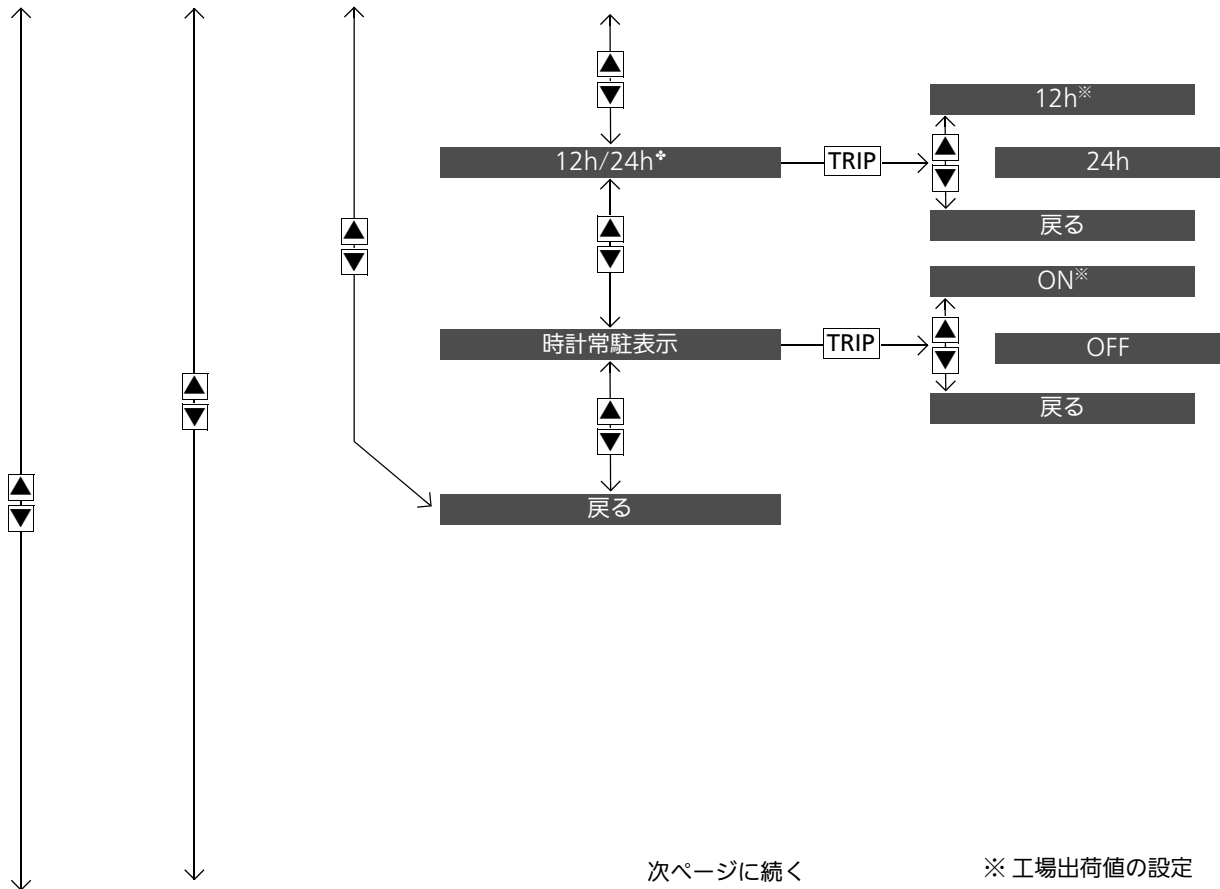 12h※
12h/24h✤
TRIP
24h
戻る
ON※
時計常駐表示
TRIP
OFF
戻る
戻る
次ページに続く
※ 工場出荷値の設定